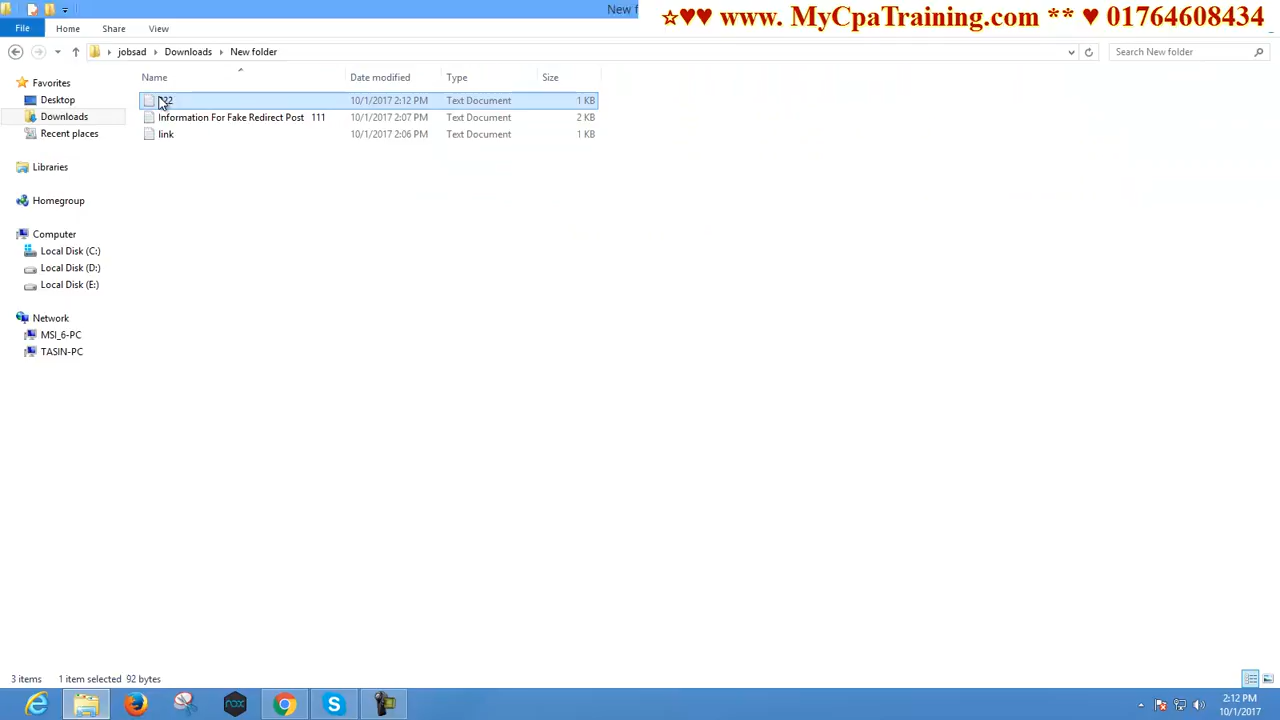 New f
☆♥♥ www. MyCpaTraining.com ** ♥ 01764608434
File Home Share View
jobsad Downloads New folder
Search New folder
Name Date modified Type Size
10/1/2017 2:12 PM Text Document 1 KB
Information For Fake Redirect Post 111 10/1/2017 2:07 PM Text Document 2 KB
link 10/1/2017 2:06 PM Text Document 1 KB
Favorites
Desktop
Downloads
Recent places
Libraries
Homegroup
Computer
Local Disk (C:)
Local Disk (D:)
Local Disk (E:)
Network
MSI_6-PC
TASIN-PC
3 items 1 item selected 92 bytes
nox
2:12 PM
10/1/2017